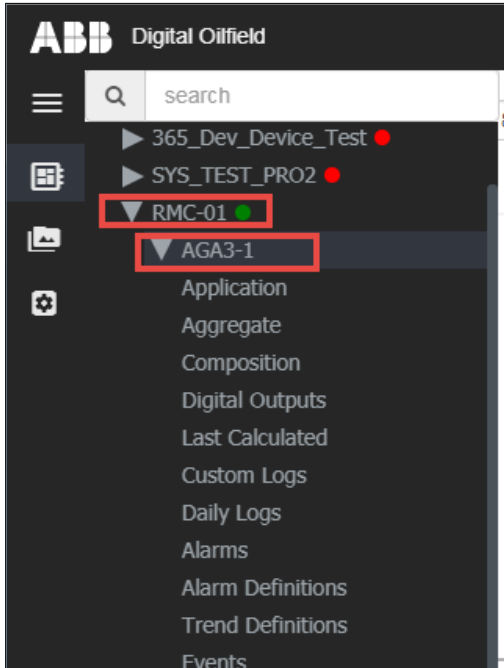 ABB Digital Oilfield
search
365_Dev_Device_Test
SYS_TEST_PRO2
RMC-01
AGA3-1
Application
Aggregate
Composition
Digital Outputs
Last Calculated
Custom Logs
Daily Logs
Alarms
Alarm Definitions
Trend Definitions
Events